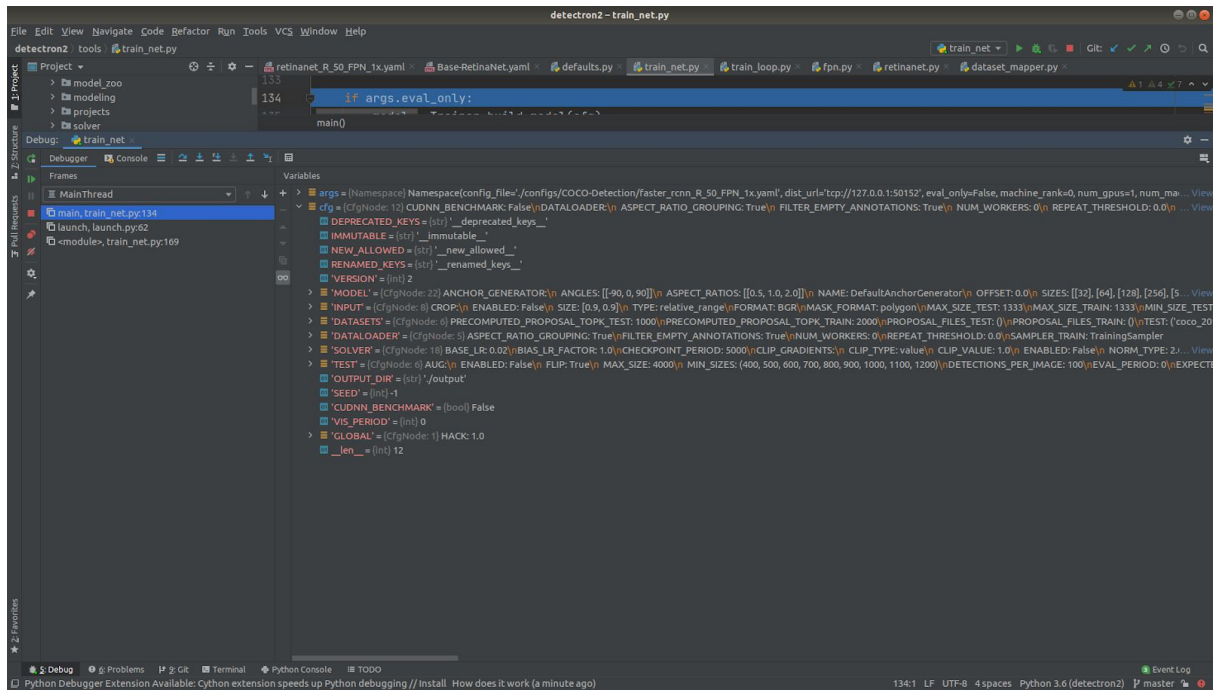 detectron2 – train_net.py
File Edit View Navigate Code Refactor Run Tools VCS Window Help
detectron2 tools train_net.py train_net Git:
Project retinanet_R_50_FPN_1x.yaml Base-RetinaNet.yaml defaults.py train_net.py train_loop.py fpn.py retinanet.py dataset_mapper.py
model_zoo 133
modeling 134 if args.eval_only: 1 4 7
projects
solver main()
Debug: train_net
Debugger Console
Frames Variables
MainThread args = {Namespace} Namespace(config_file='./configs/COCO-Detection/faster_rcnn_R_50_FPN_1x.yaml', dist_url='tcp://127.0.0.1:50152', eval_only=False, machine_rank=0, num_gpus=1, num_ma... View
main, train_net.py:134 cfg = {CfgNode: 12} CUDNN_BENCHMARK: False\nDATALOADER:\n ASPECT_RATIO_GROUPING: True\n FILTER_EMPTY_ANNOTATIONS: True\n NUM_WORKERS: 0\n REPEAT_THRESHOLD: 0.0\n ... View
launch, launch.py:62 DEPRECATED_KEYS = {str} '__deprecated_keys__'
<module>, train_net.py:169 IMMUTABLE = {str} '__immutable__'
NEW_ALLOWED = {str} '__new_allowed__'
RENAMED_KEYS = {str} '__renamed_keys__'
'VERSION' = {int} 2
'MODEL' = {CfgNode: 22} ANCHOR_GENERATOR:\n ANGLES: [[-90, 0, 90]]\n ASPECT_RATIOS: [[0.5, 1.0, 2.0]]\n NAME: DefaultAnchorGenerator\n OFFSET: 0.0\n SIZES: [[32], [64], [128], [256], [5... View
'INPUT' = {CfgNode: 8} CROP:\n ENABLED: False\n SIZE: [0.9, 0.9]\n TYPE: relative_range\nFORMAT: BGR\nMASK_FORMAT: polygon\nMAX_SIZE_TEST: 1333\nMAX_SIZE_TRAIN: 1333\nMIN_SIZE_TEST
'DATASETS' = {CfgNode: 6} PRECOMPUTED_PROPOSAL_TOPK_TEST: 1000\nPRECOMPUTED_PROPOSAL_TOPK_TRAIN: 2000\nPROPOSAL_FILES_TEST: ()\nPROPOSAL_FILES_TRAIN: ()\nTEST: ('coco_20
'DATALOADER' = {CfgNode: 5} ASPECT_RATIO_GROUPING: True\nFILTER_EMPTY_ANNOTATIONS: True\nNUM_WORKERS: 0\nREPEAT_THRESHOLD: 0.0\nSAMPLER_TRAIN: TrainingSampler
'SOLVER' = {CfgNode: 18} BASE_LR: 0.02\nBIAS_LR_FACTOR: 1.0\nCHECKPOINT_PERIOD: 5000\nCLIP_GRADIENTS:\n CLIP_TYPE: value\n CLIP_VALUE: 1.0\n ENABLED: False\n NORM_TYPE: 2.... View
'TEST' = {CfgNode: 6} AUG:\n ENABLED: False\n FLIP: True\n MAX_SIZE: 4000\n MIN_SIZES: (400, 500, 600, 700, 800, 900, 1000, 1100, 1200)\nDETECTIONS_PER_IMAGE: 100\nEVAL_PERIOD: 0\nEXPECTE
'OUTPUT_DIR' = {str} './output'
'SEED' = {int} -1
'CUDNN_BENCHMARK' = {bool} False
'VIS_PERIOD' = {int} 0
'GLOBAL' = {CfgNode: 1} HACK: 1.0
__len__ = {int} 12
1: Project
7: Structure
Pull Requests
2: Favorites
5: Debug 6: Problems 9: Git Terminal Python Console TODO 3 Event Log
Python Debugger Extension Available: Cython extension speeds up Python debugging // Install How does it work (a minute ago) 134:1 LF UTF-8 4 spaces Python 3.6 (detectron2) master